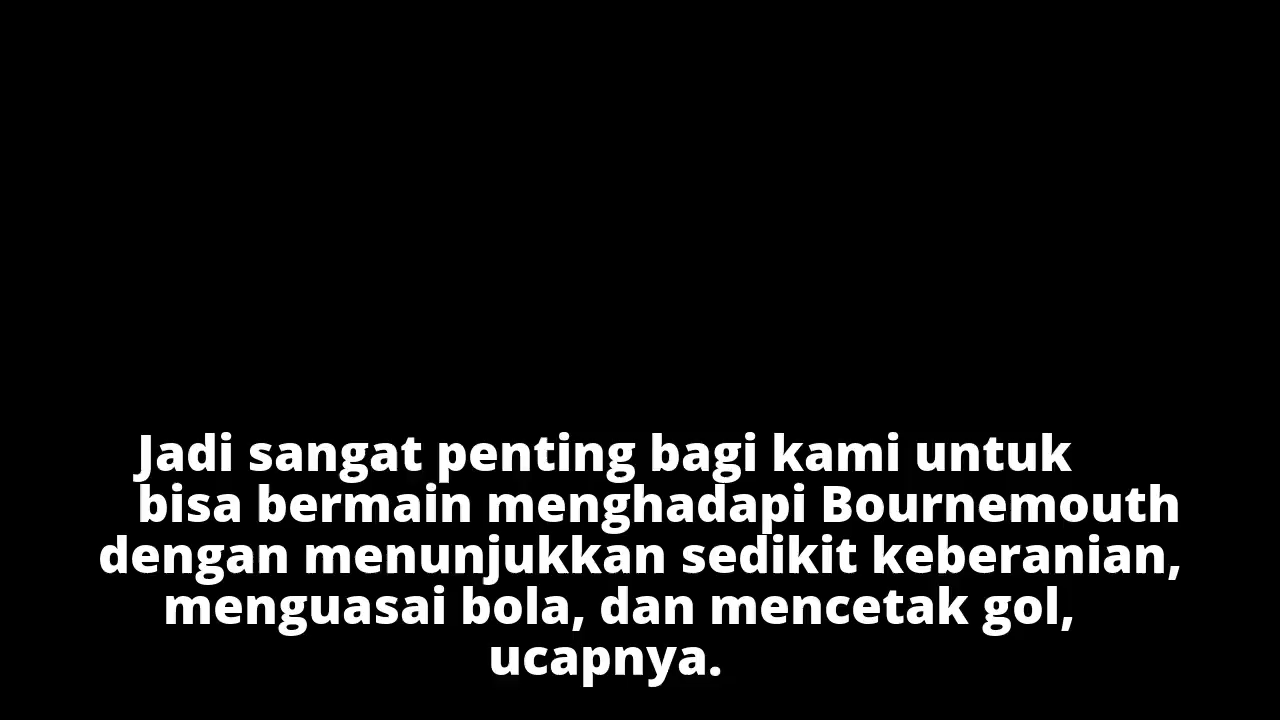 Jadi sangat penting bagi kami untuk
bisa bermain menghadapi Bournemouth
dengan menunjukkan sedikit keberanian,
menguasai bola, dan mencetak gol,
ucapnya.